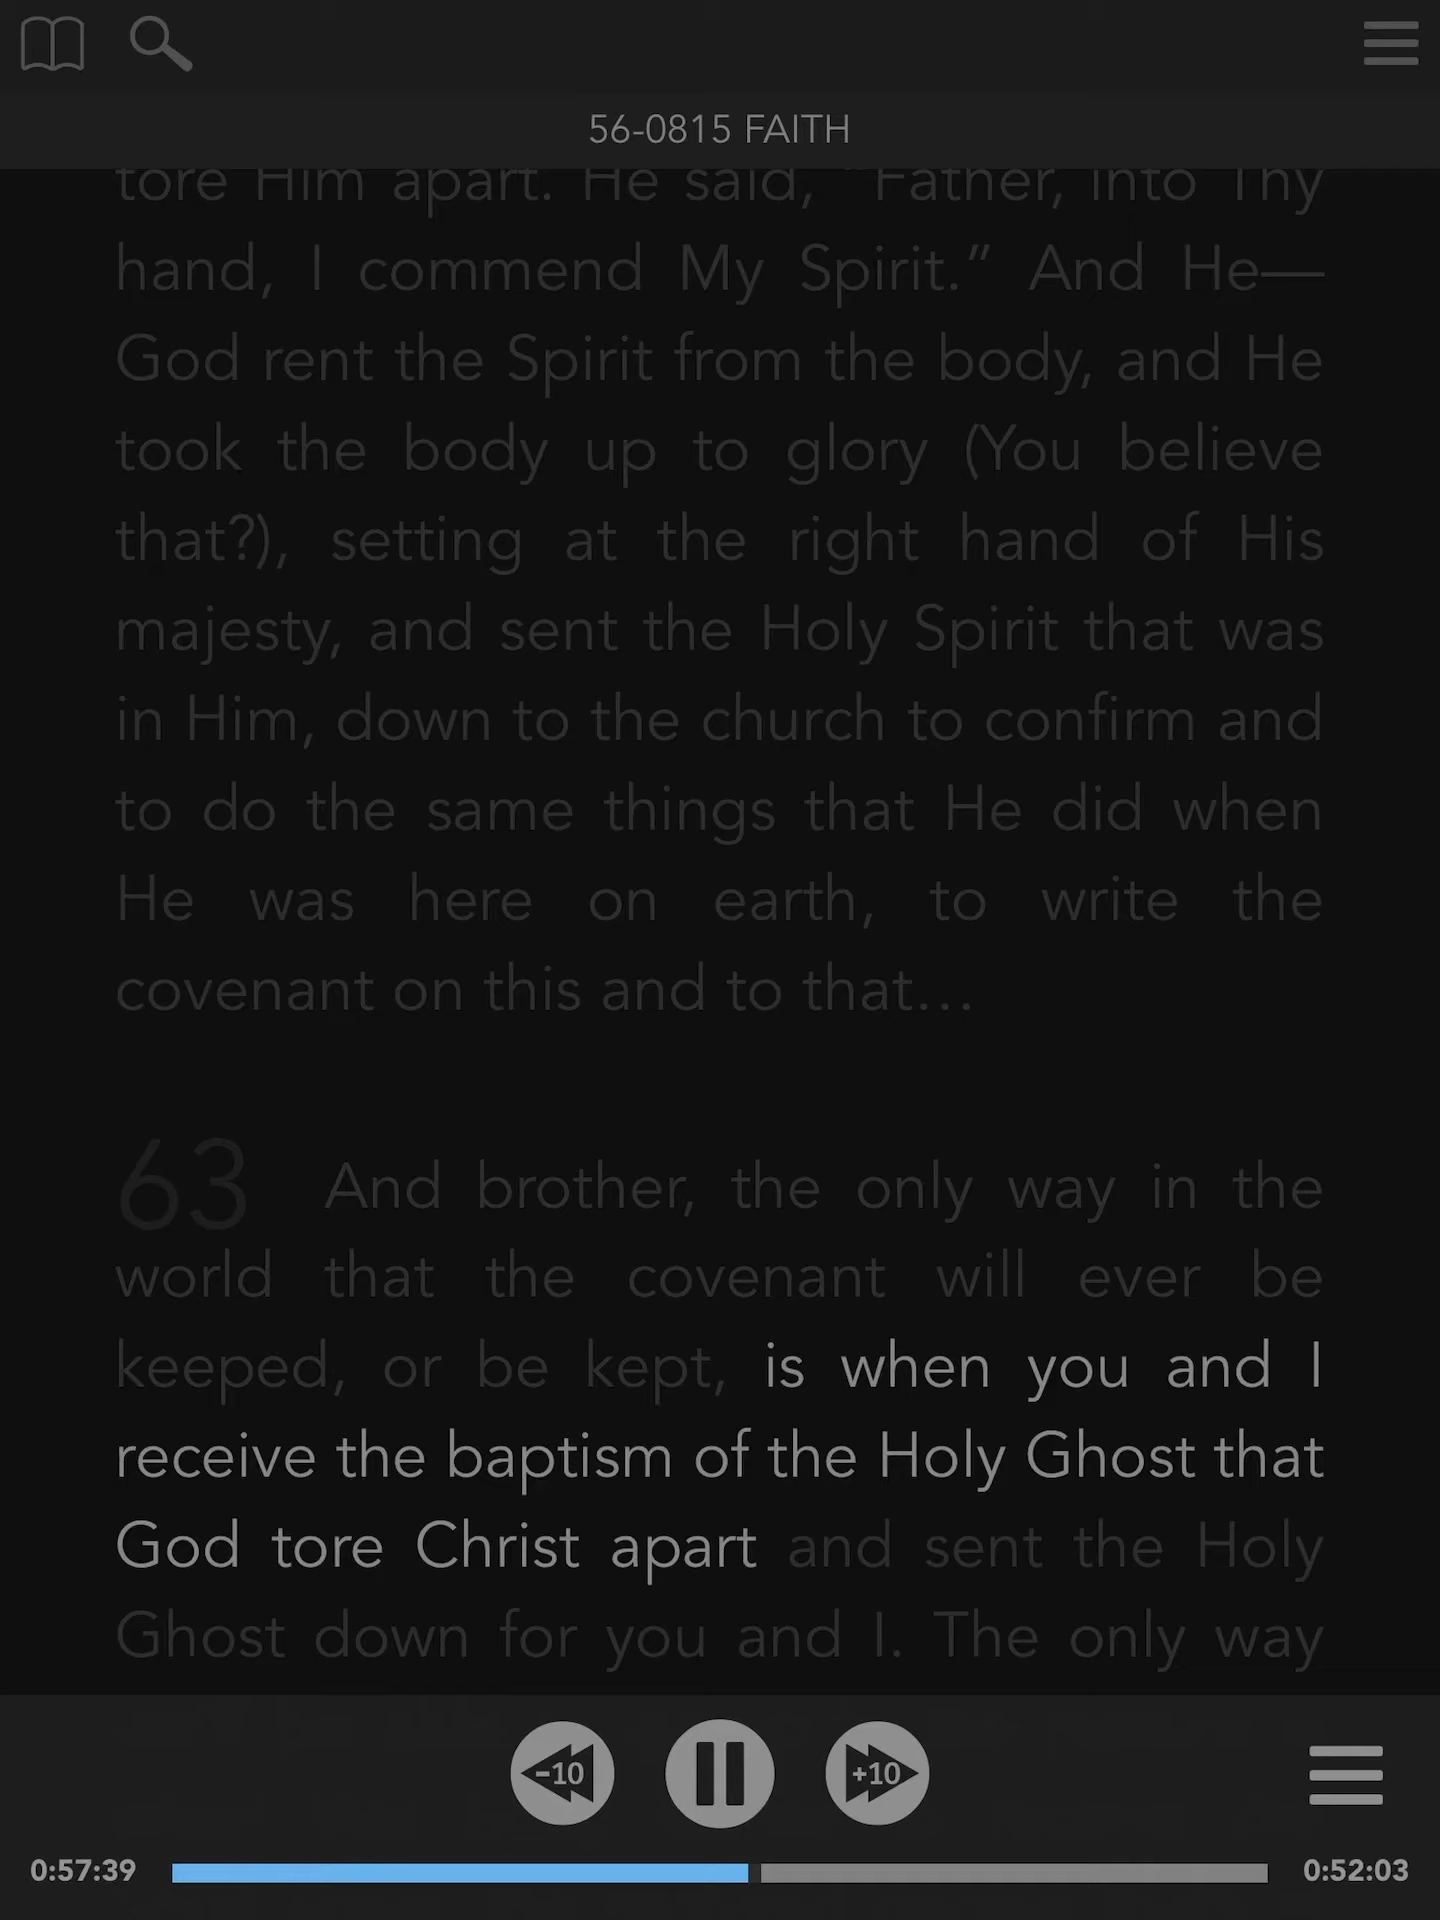 56-0815 FAITH
tore Him apart. He said, “Father, into Thy
hand, I commend My Spirit.” And He—
God rent the Spirit from the body, and He
took the body up to glory (You believe
that?), setting at the right hand of His
majesty, and sent the Holy Spirit that was
in Him, down to the church to confirm and
to do the same things that He did when
He was here on earth, to write the
covenant on this and to that…
63 And brother, the only way in the
world that the covenant will ever be
keeped, or be kept, is when you and I
receive the baptism of the Holy Ghost that
God tore Christ apart and sent the Holy
Ghost down for you and I. The only way
-10 +10
0:57:39 0:52:03